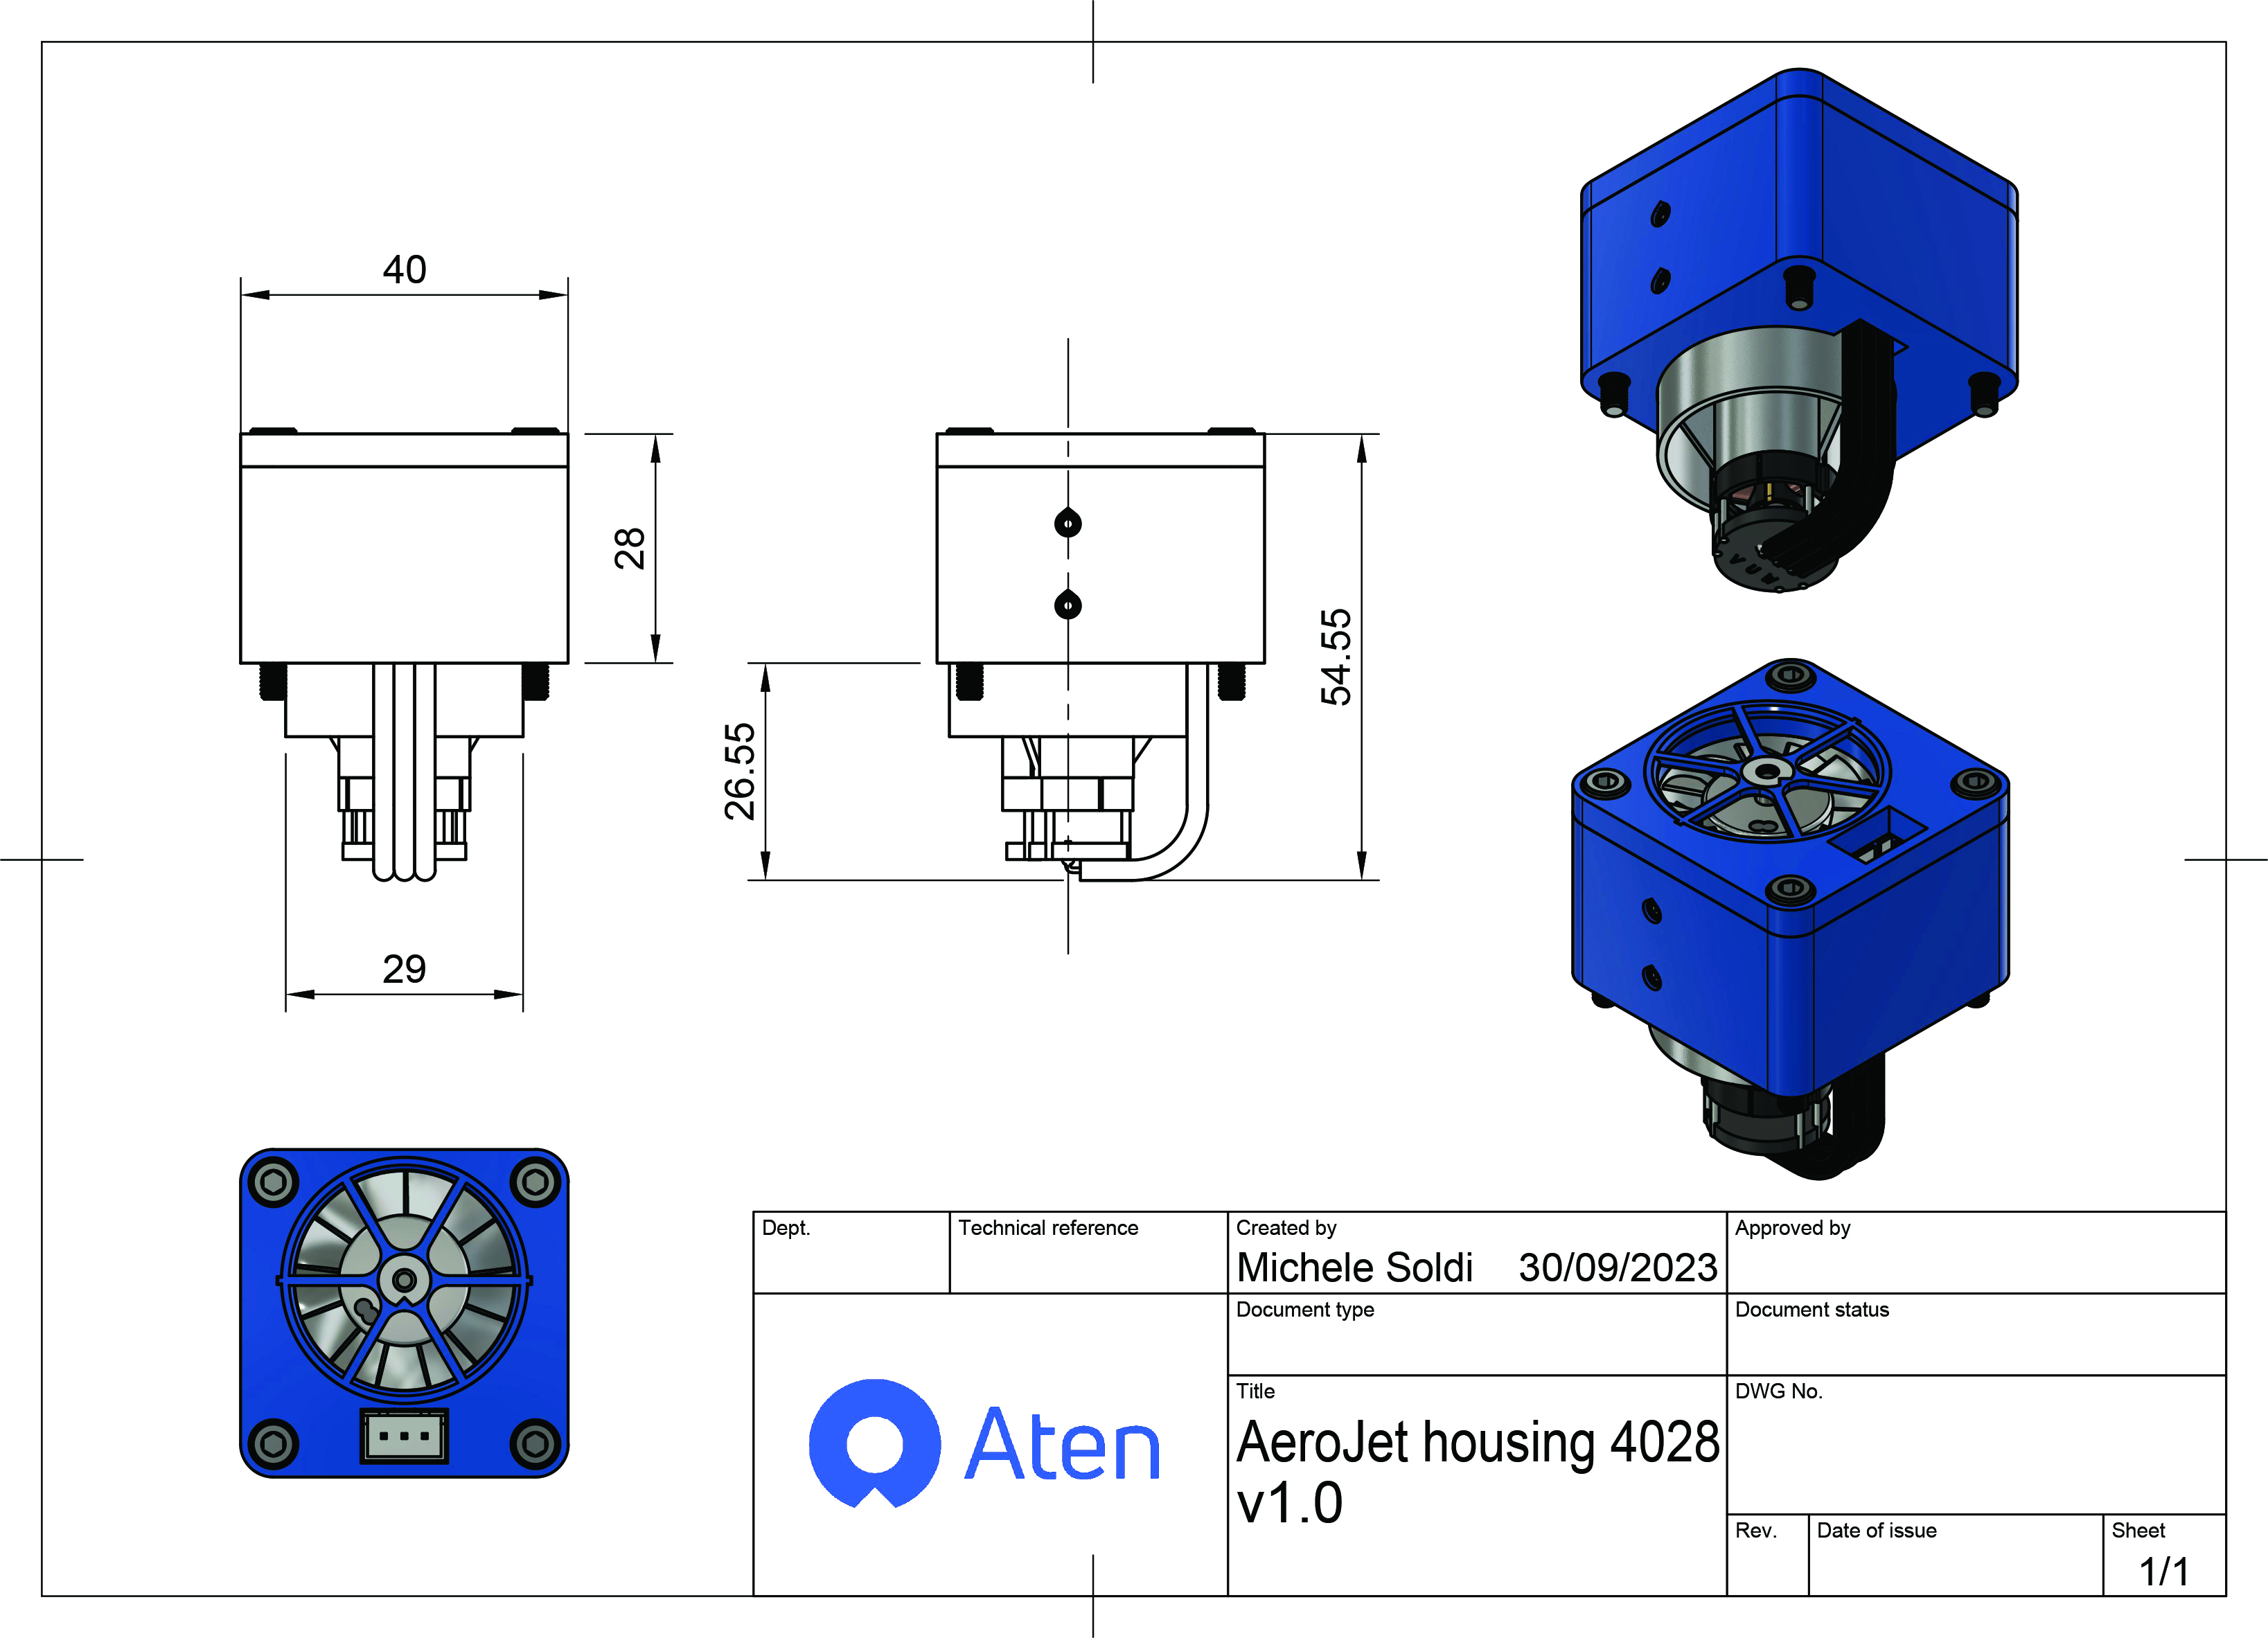 40
28
54.55
26.55
29
Dept.
Technical reference
Created by
Michele Soldi 30/09/2023
Approved by
Document type
Document status
Title
AeroJet housing 4028
v1.0
DWG No.
Rev.
Date of issue
Sheet
1/1
Aten